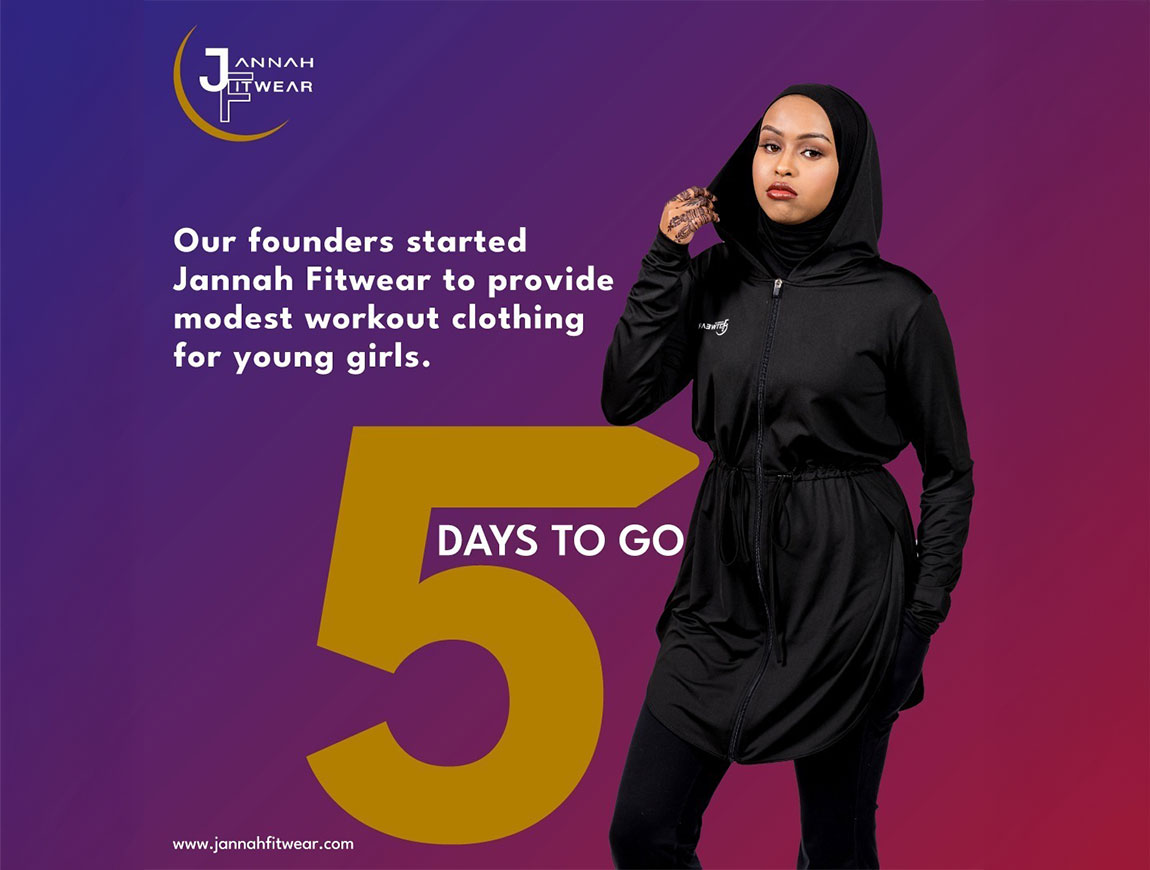 JANNAH
FITWEAR
Our founders started
Jannah Fitwear to provide
modest workout clothing
for young girls.
5
DAYS TO GO
www.jannahfitwear.com